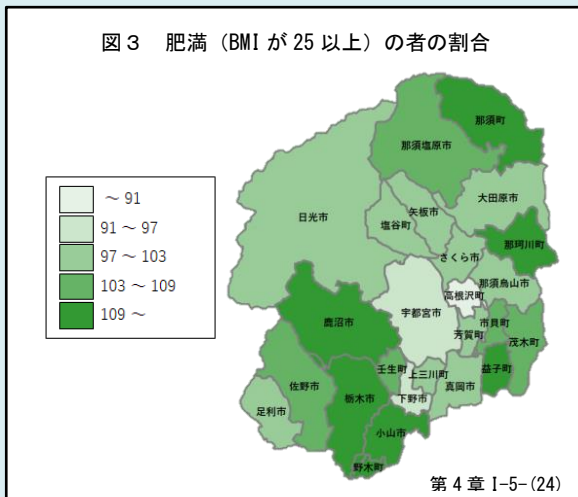 図3 肥満（BMI が 25 以上）の者の割合
～ 91
91 ～ 97
97 ～ 103
103 ～ 109
109 ～
那須町
那須塩原市
大田原市
日光市
矢板市
塩谷町
那珂川町
さくら市
那須烏山市
高根沢町
宇都宮市
鹿沼市
市貝町
茂木町
芳賀町
壬生町
上三川町
益子町
真岡市
佐野市
栃木市
下野市
足利市
小山市
野木町
第 4 章 Ⅰ-5-(24)